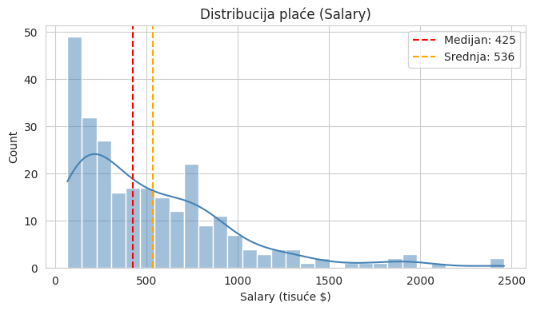 Distribucija plaće (Salary)
Medijan: 425
Srednja: 536
Count
50
40
30
20
10
0
0
500
1000
1500
2000
2500
Salary (tisuće $)